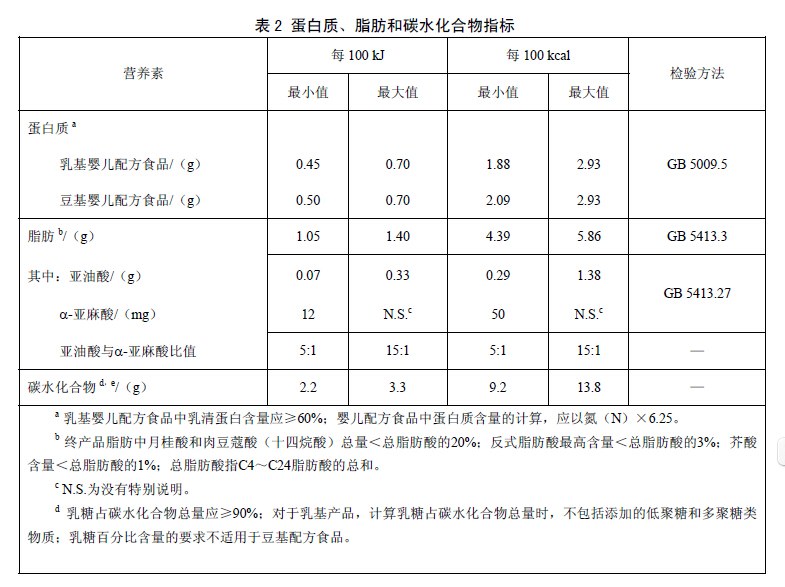 表 2 蛋白质、脂肪和碳水化合物指标
营养素 每 100 kJ 每 100 kcal 检验方法
最小值 最大值 最小值 最大值
蛋白质 a
乳基婴儿配方食品/（g） 0.45 0.70 1.88 2.93 GB 5009.5
豆基婴儿配方食品/（g） 0.50 0.70 2.09 2.93
脂肪 b/（g） 1.05 1.40 4.39 5.86 GB 5413.3
其中：亚油酸/（g） 0.07 0.33 0.29 1.38
GB 5413.27
α-亚麻酸/（mg） 12 N.S.c 50 N.S.c
亚油酸与α-亚麻酸比值 5:1 15:1 5:1 15:1 —
碳水化合物 d，e/（g） 2.2 3.3 9.2 13.8 —
a 乳基婴儿配方食品中乳清蛋白含量应≥60%；婴儿配方食品中蛋白质含量的计算，应以氮（N）×6.25。
b 终产品脂肪中月桂酸和肉豆蔻酸（十四烷酸）总量＜总脂肪酸的20%；反式脂肪酸最高含量＜总脂肪酸的3%；芥酸
含量＜总脂肪酸的1%；总脂肪酸指C4～C24脂肪酸的总和。
c N.S.为没有特别说明。
d 乳糖占碳水化合物总量应≥90%；对于乳基产品，计算乳糖占碳水化合物总量时，不包括添加的低聚糖和多聚糖类
物质；乳糖百分比含量的要求不适用于豆基配方食品。